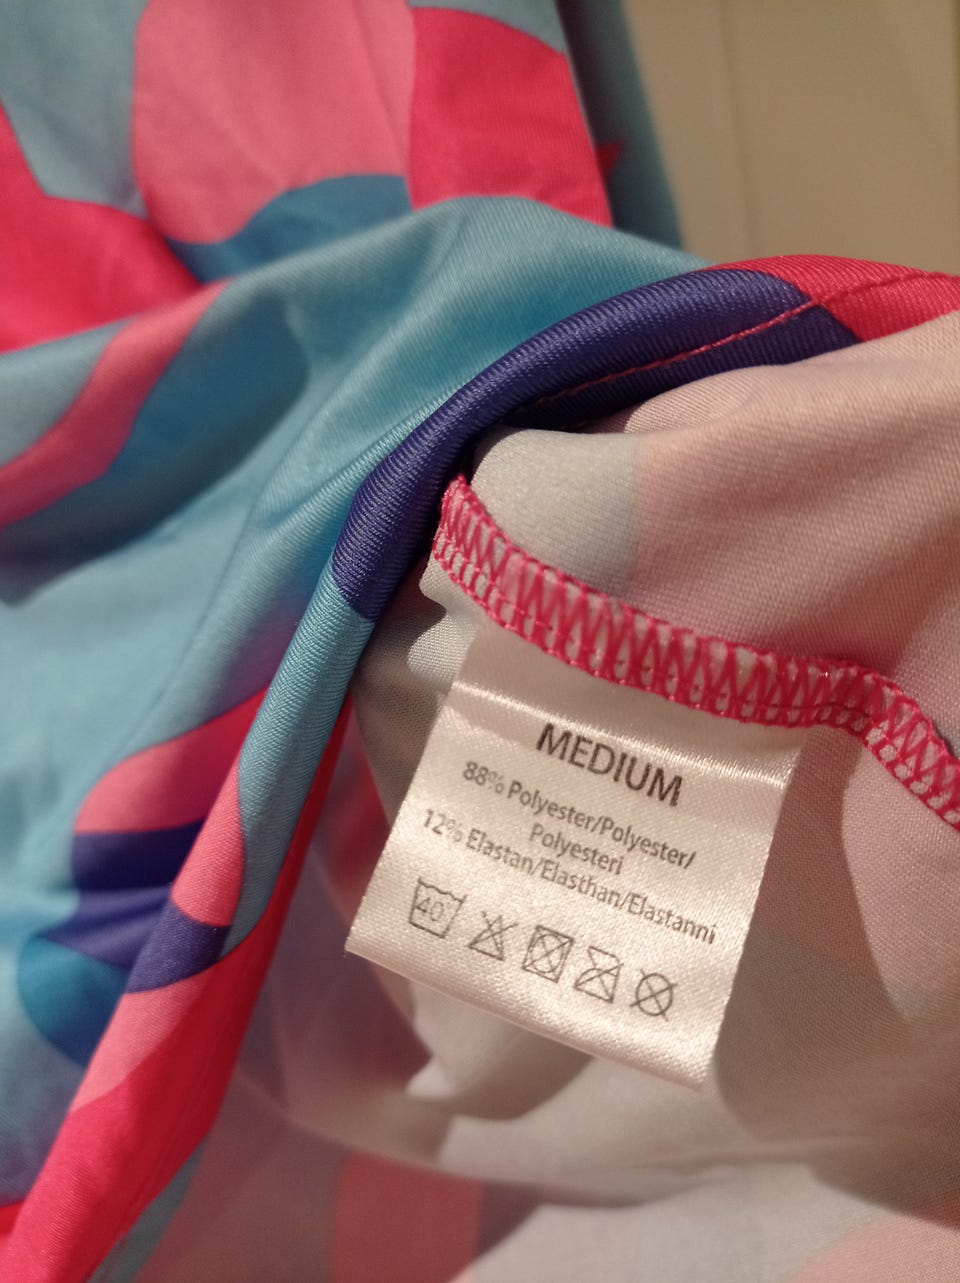 MEDIUM
88% Polyester/Polyester/
Polyesteri
12% Elastan/Elasthan/Elastanni
40°